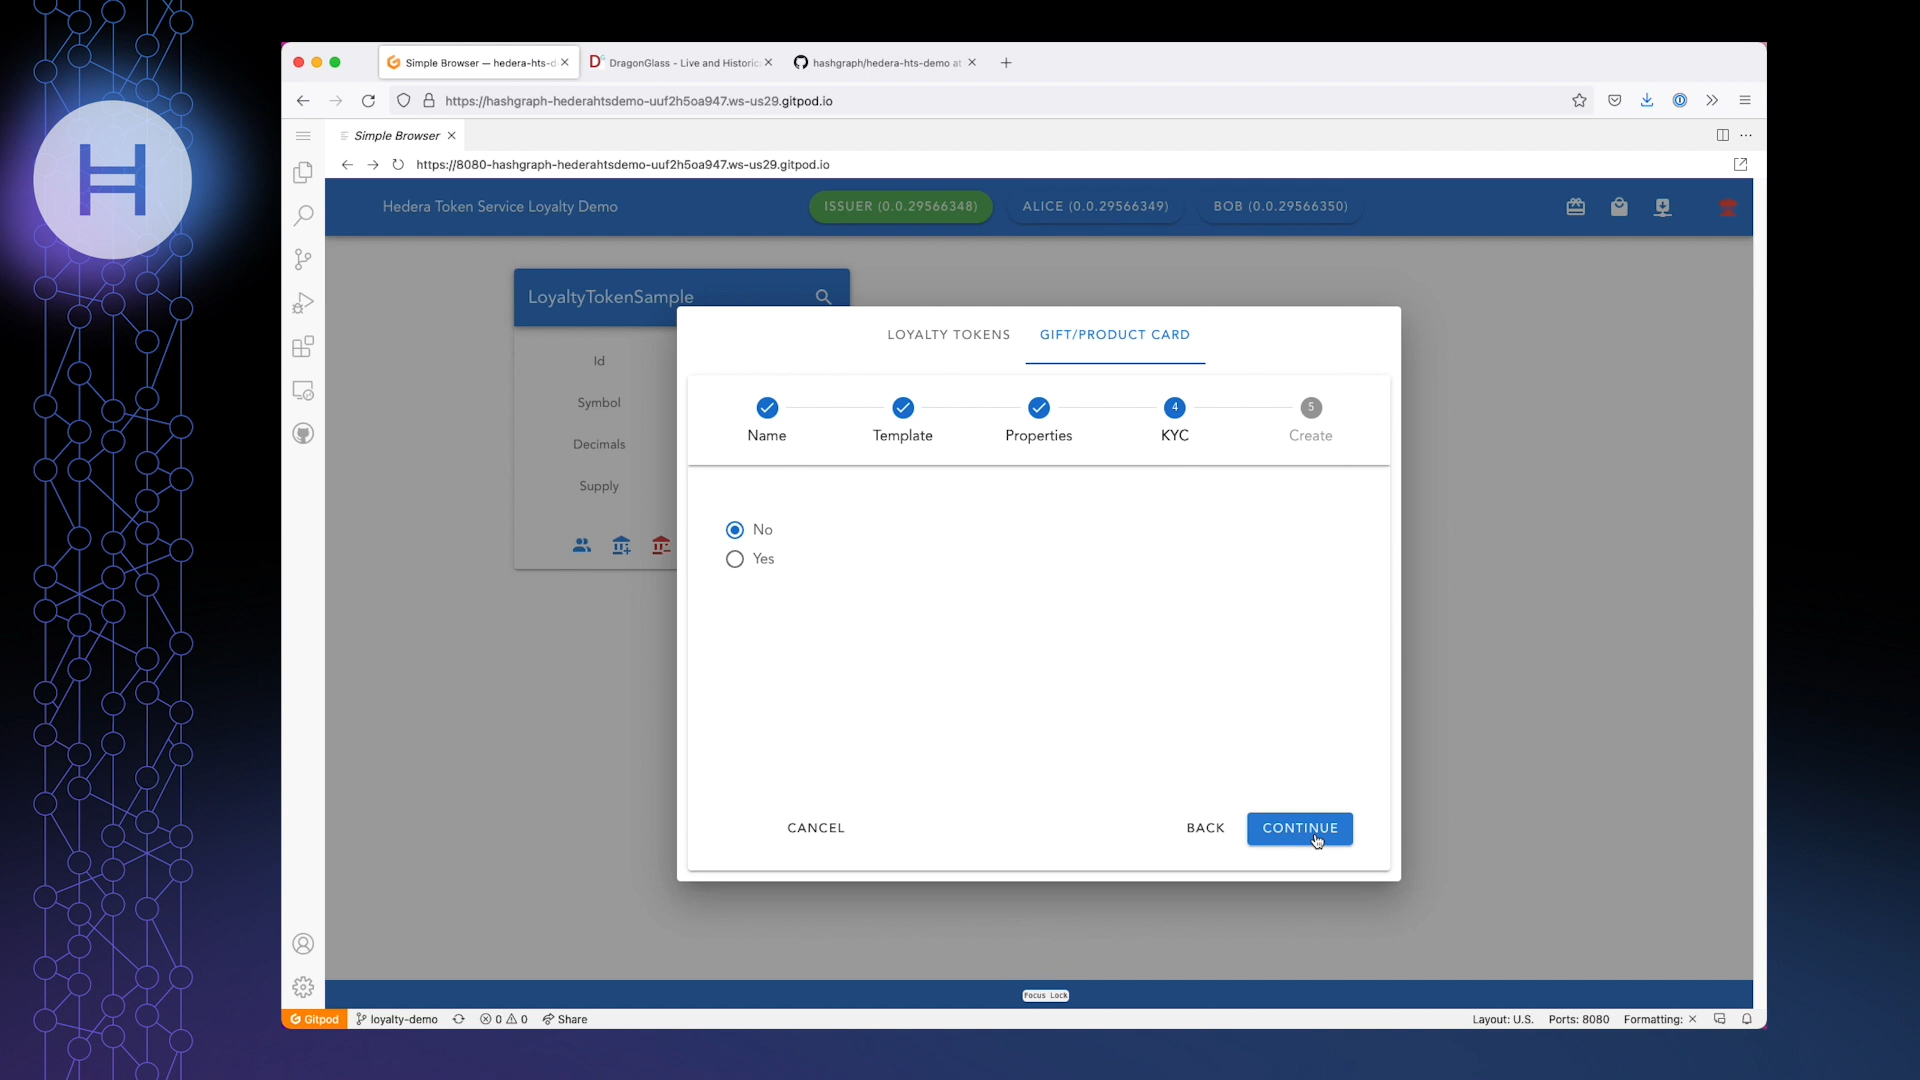 Simple Browser — hedera-hts-d
DragonGlass - Live and Historic
hashgraph/hedera-hts-demo at
https://hashgraph-hederahtsdemo-uuf2h5oa947.ws-us29.gitpod.io
Simple Browser
https://8080-hashgraph-hederahtsdemo-uuf2h5oa947.ws-us29.gitpod.io
Hedera Token Service Loyalty Demo
ISSUER (0.0.29566348)
ALICE (0.0.29566349)
BOB (0.0.29566350)
LoyaltyTokenSample
Id
Symbol
Decimals
Supply
LOYALTY TOKENS
GIFT/PRODUCT CARD
4
5
Name
Template
Properties
KYC
Create
No
Yes
CANCEL
BACK
CONTINUE
Focus Lock
Gitpod
loyalty-demo
0
0
Share
Layout: U.S.
Ports: 8080
Formatting: